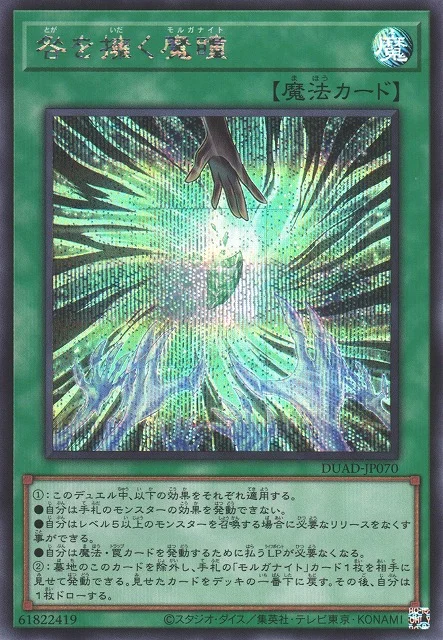 咎を擁く魔瞳
モルガナイト
【魔法カード】
魔
DUAD-JP070
①：このデュエル中、以下の効果をそれぞれ適用する。
●自分は手札のモンスターの効果を発動できない。
●自分はレベル５以上のモンスターを召喚する場合に必要なリリースをなくす
事ができる。
●自分は魔法・罠カードを発動するために払うＬＰが必要なくなる。
②：墓地のこのカードを除外し、手札の「モルガナイト」カード１枚を相手に
見せて発動できる。見せたカードをデッキの一番下に戻す。その後、自分は
１枚ドローする。
61822419
©スタジオ・ダイス／集英社・テレビ東京・KONAMI